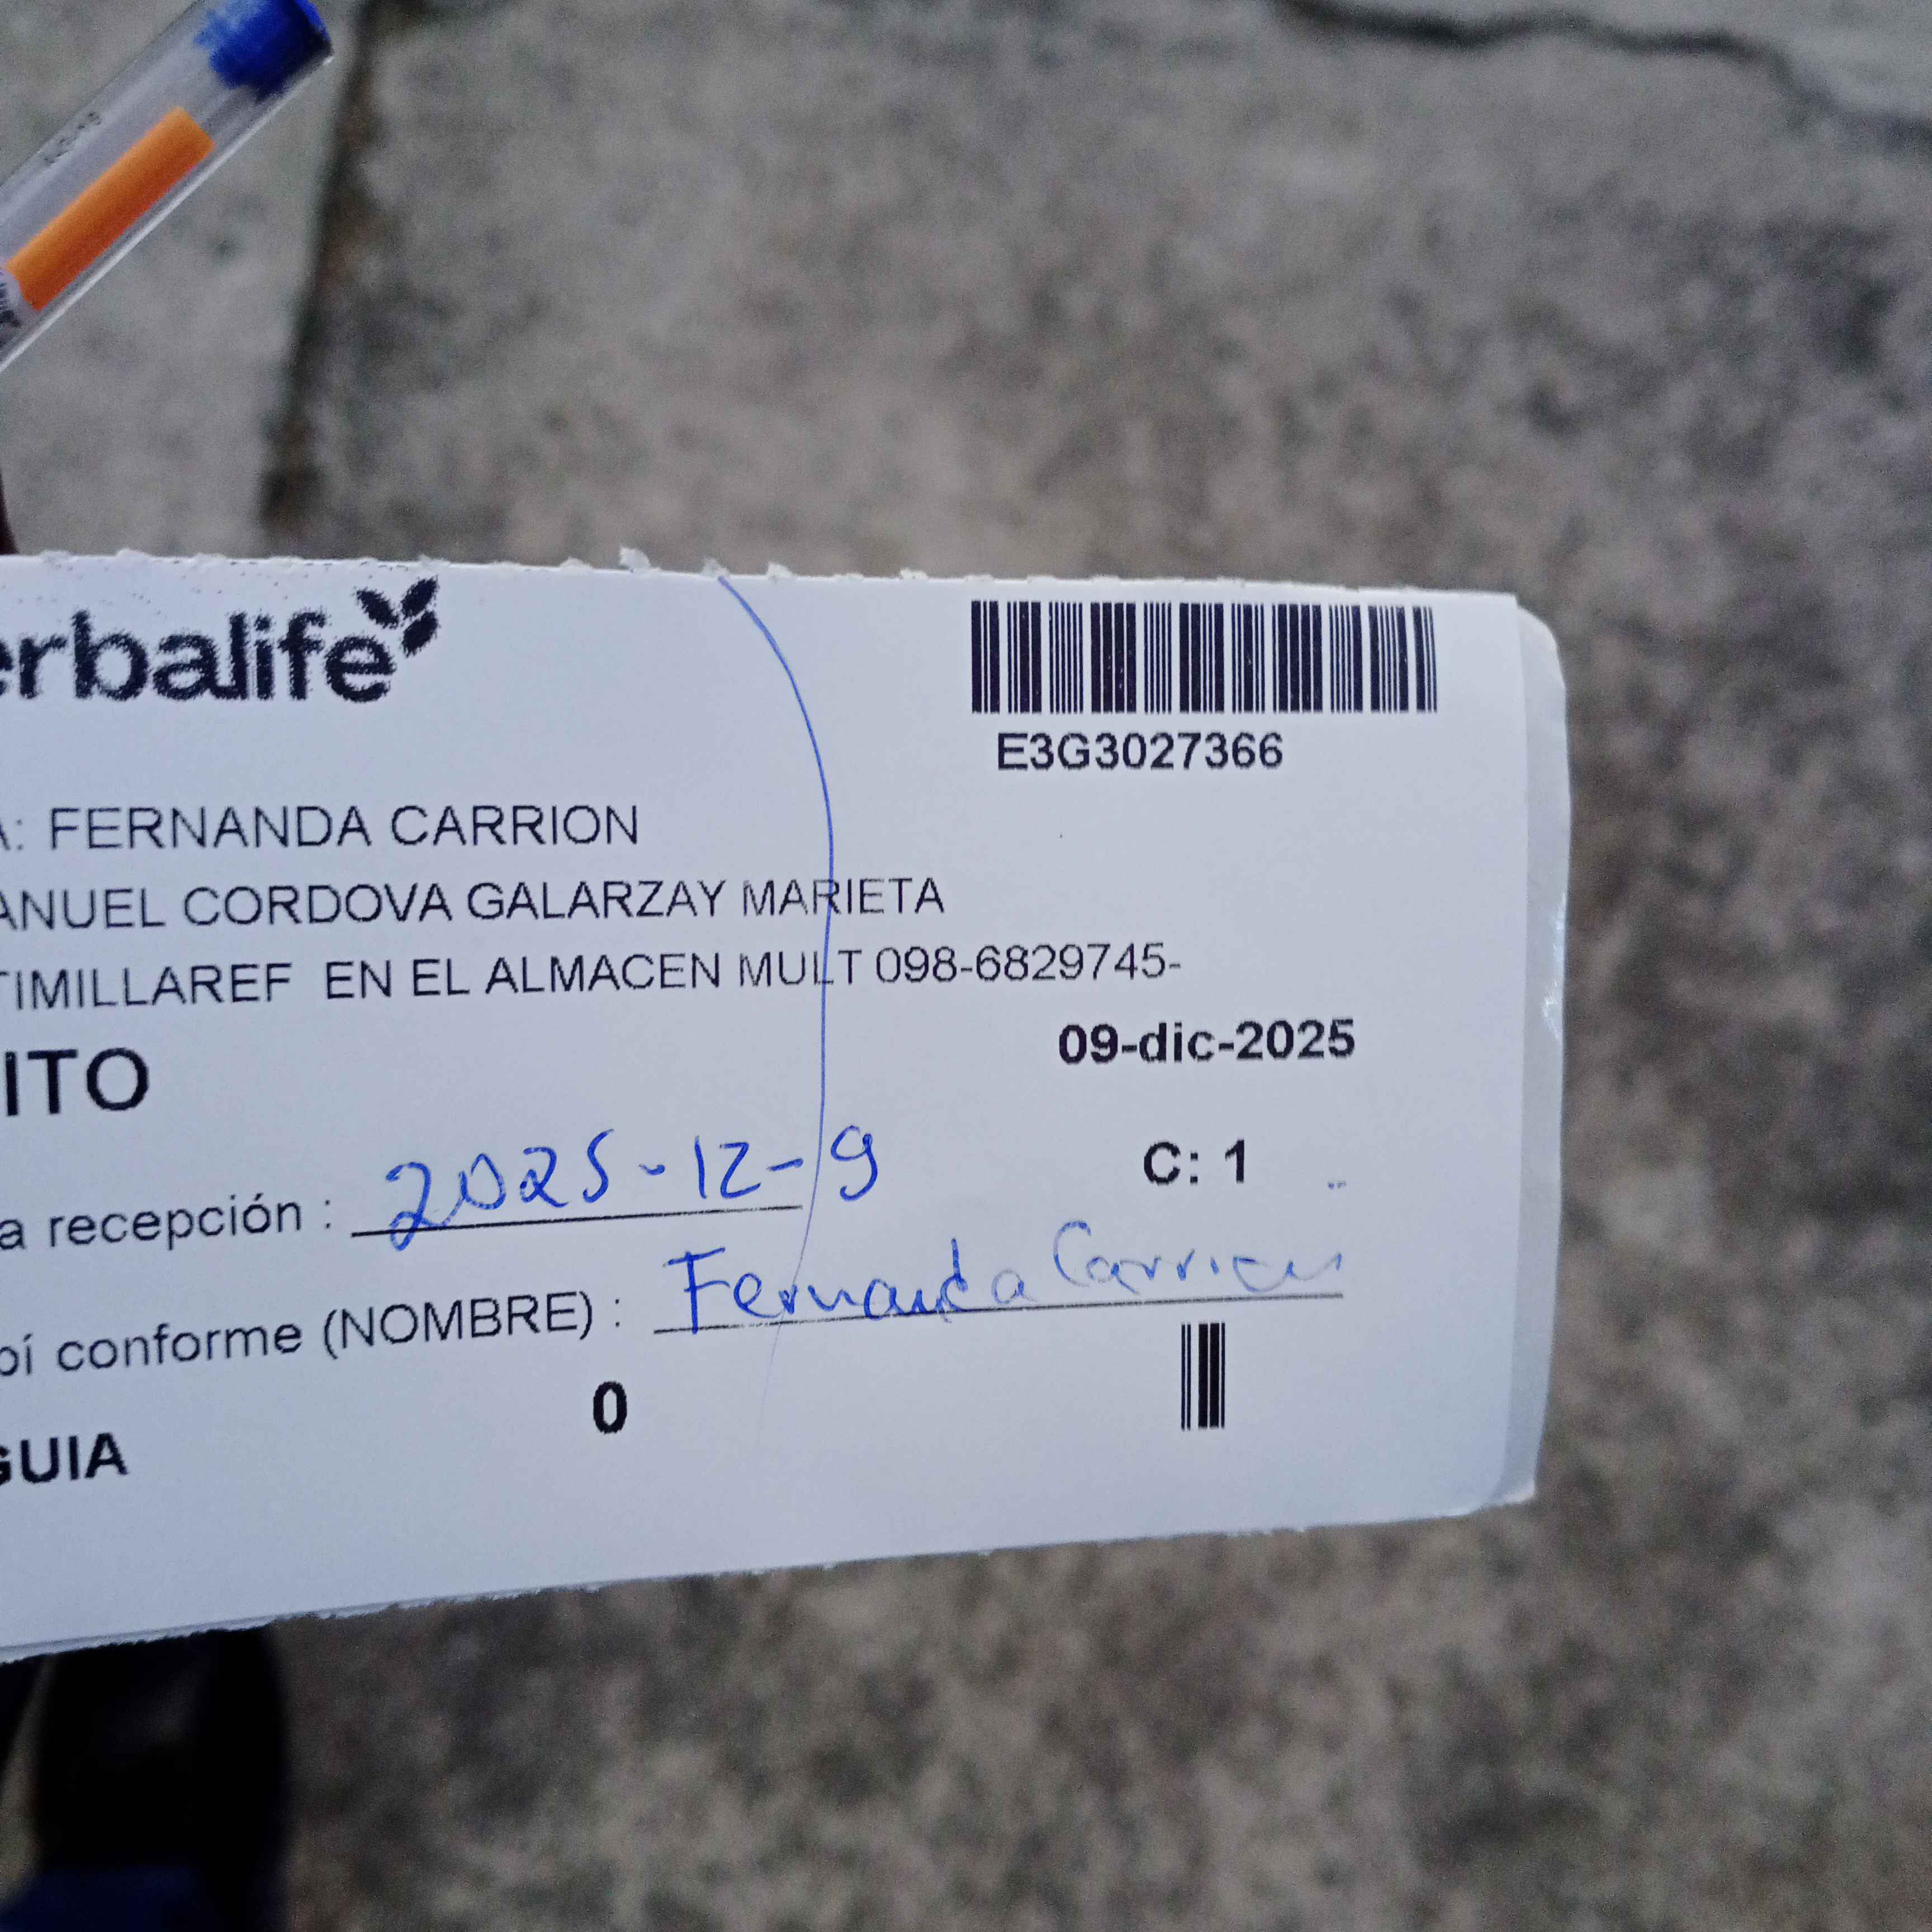 erbalife
E3G3027366
A: FERNANDA CARRION
ANUEL CORDOVA GALARZAY MARIETA
TIMILLAREF EN EL ALMACEN MULT 098-6829745-
ITO
09-dic-2025
C: 1
a recepción : 2025-12-9
bí conforme (NOMBRE) : Fernanda Carrion
GUIA
0